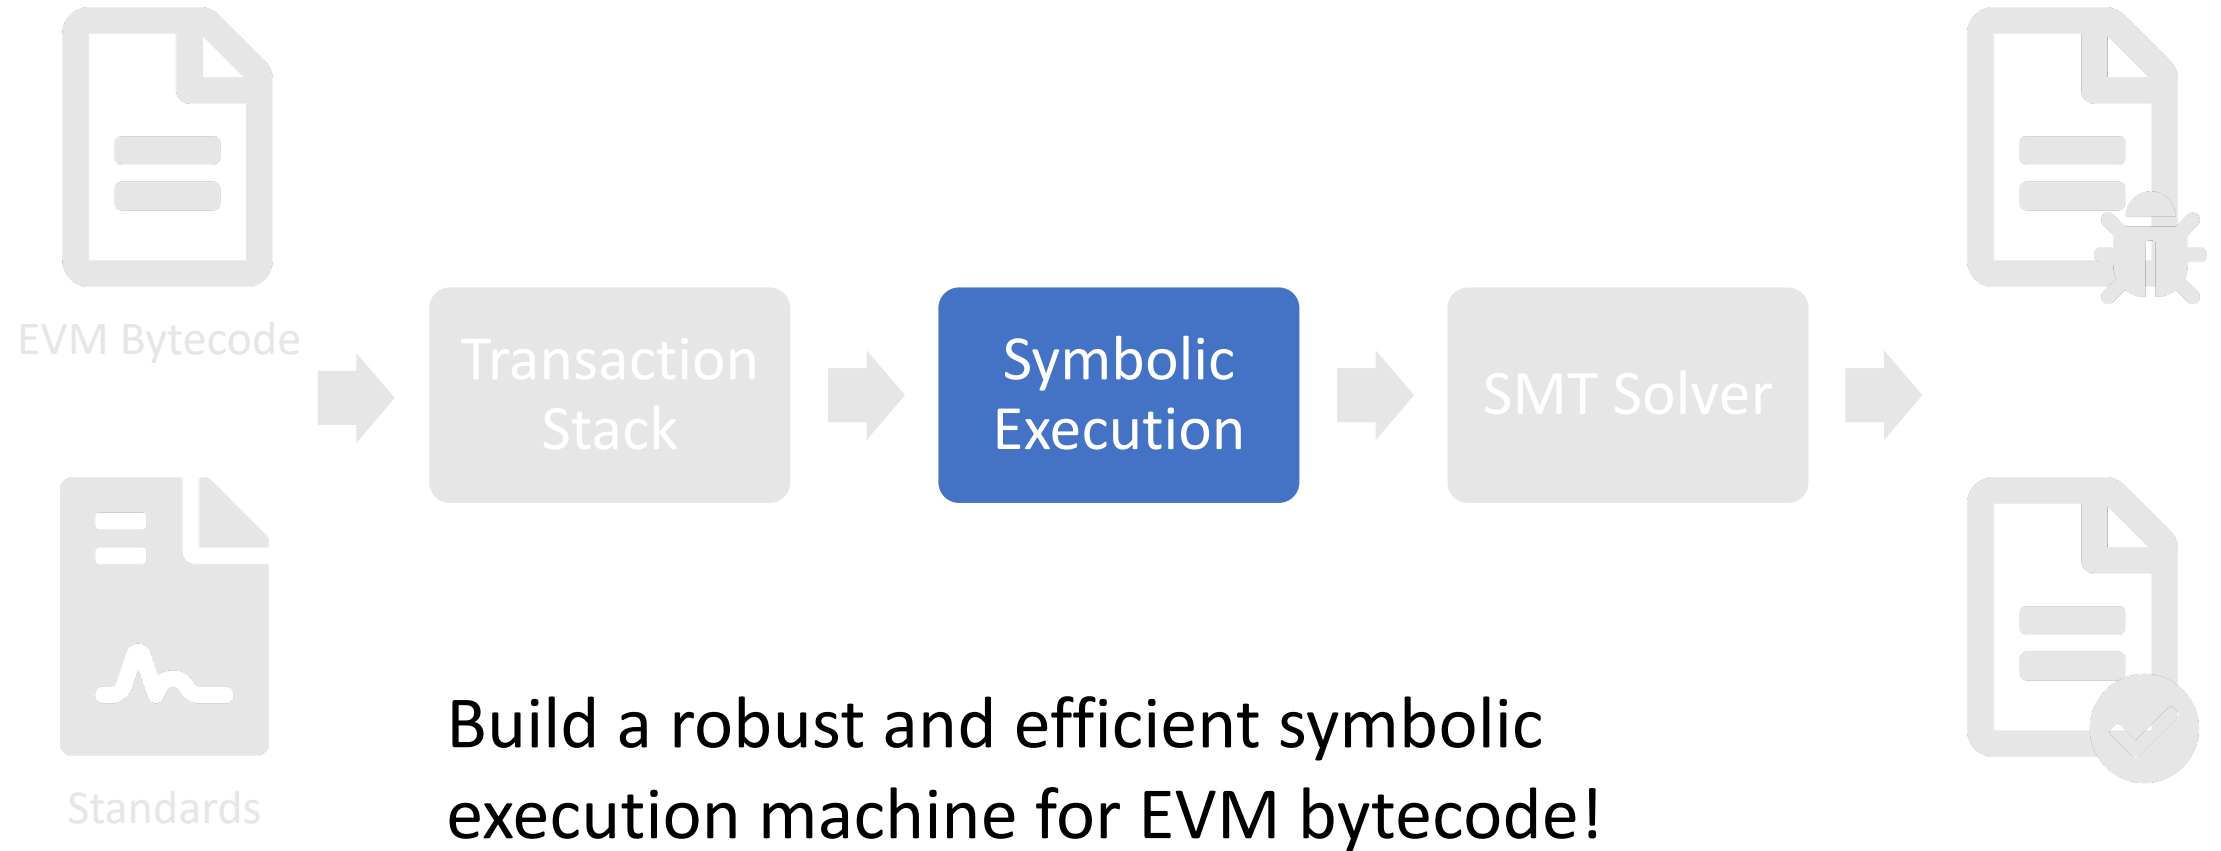 EVM Bytecode
Standards
Transaction
Stack
Symbolic
Execution
SMT Solver
Build a robust and efficient symbolic
execution machine for EVM bytecode!